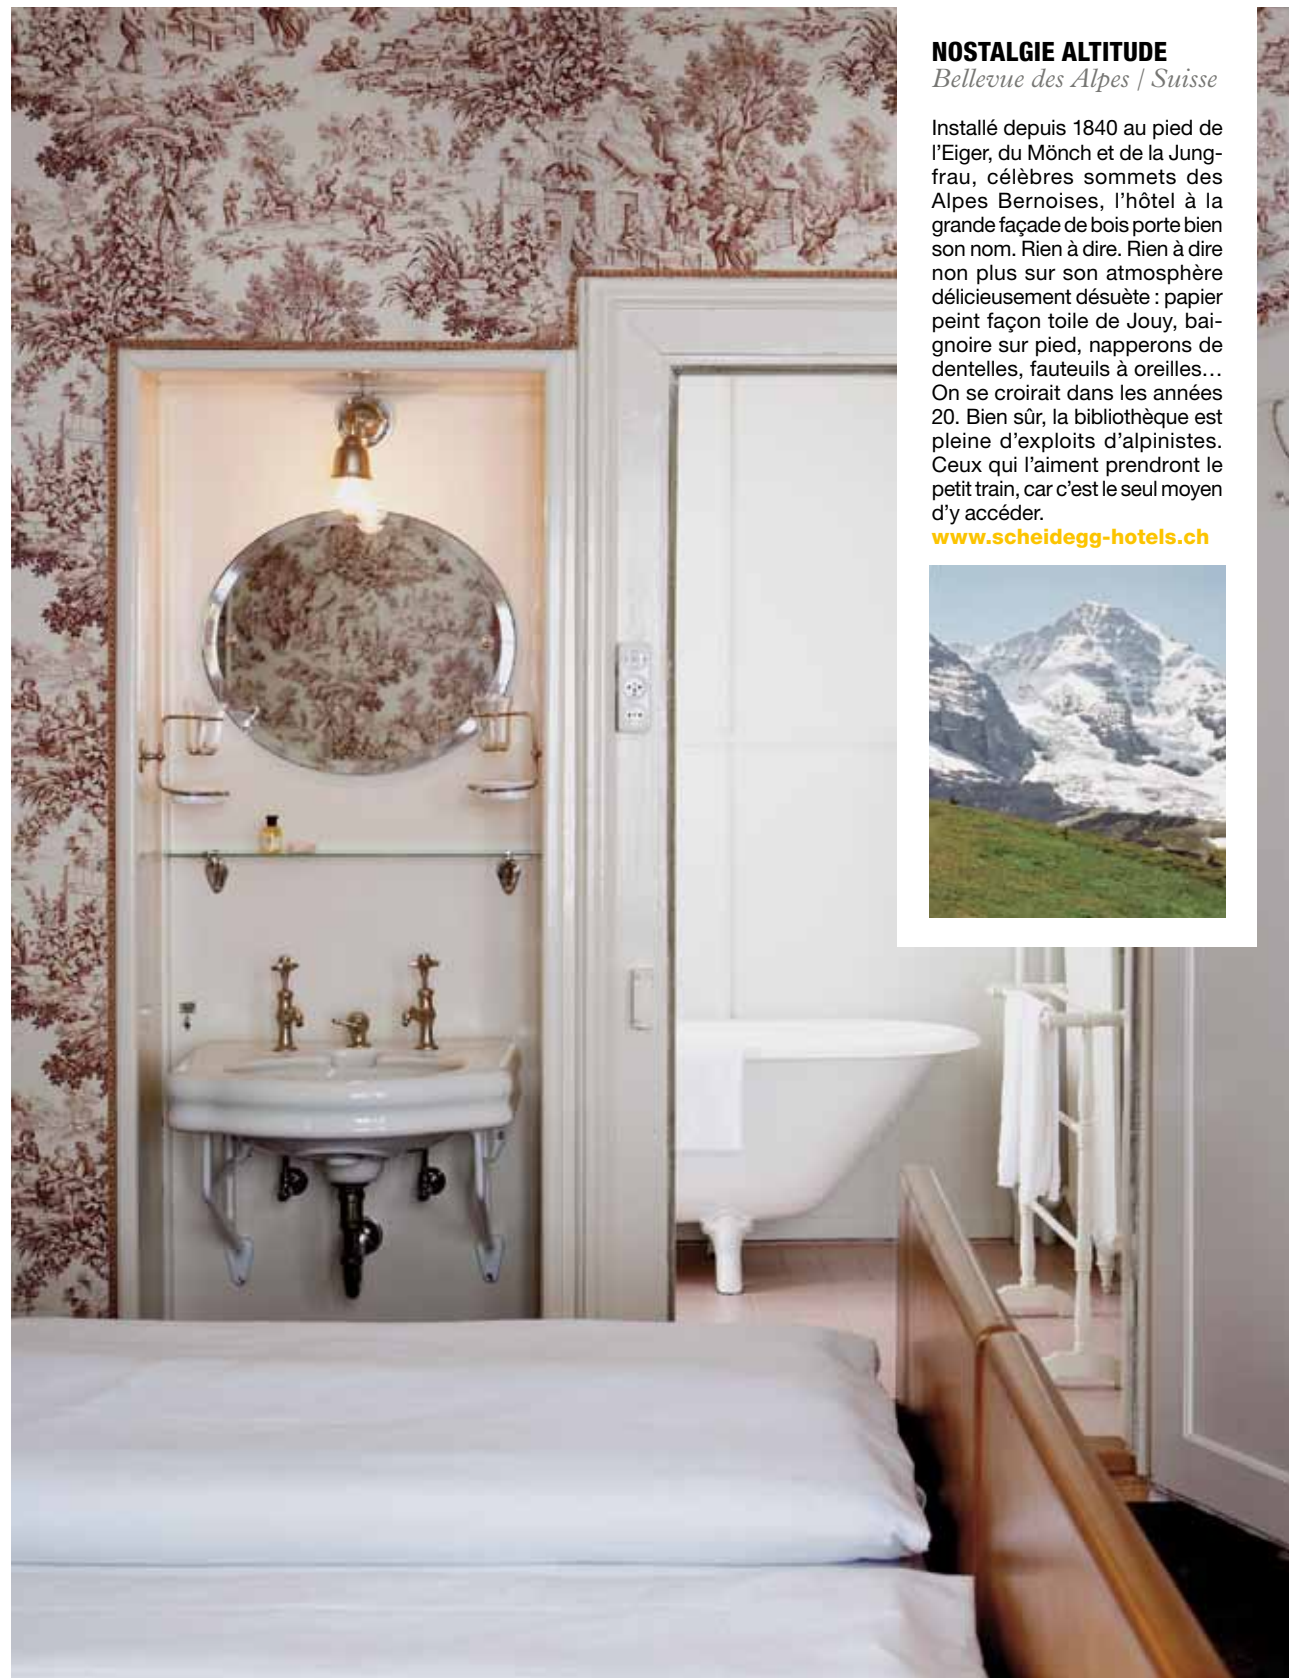 NOSTALGIE ALTITUDE
Bellevue des Alpes | Suisse
Installé depuis 1840 au pied de
l'Eiger, du Mönch et de la Jung-
frau, célèbres sommets des
Alpes Bernoises, l'hôtel à la
grande façade de bois porte bien
son nom. Rien à dire. Rien à dire
non plus sur son atmosphère
délicieusement désuète : papier
peint façon toile de Jouy, bai-
gnoire sur pied, napperons de
dentelles, fauteuils à oreilles...
On se croirait dans les années
20. Bien sûr, la bibliothèque est
pleine d'exploits d'alpinistes.
Ceux qui l'aiment prendront le
petit train, car c'est le seul moyen
d'y accéder.
www.scheidegg-hotels.ch